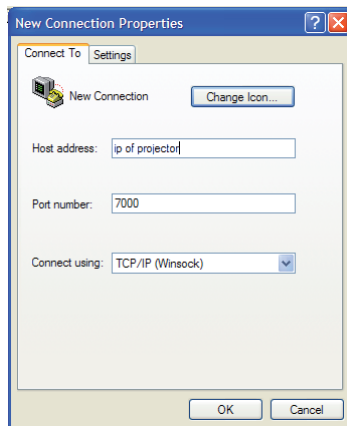 New Connection Properties
Connect To
Settings
New Connection
Change Icon...
Host address:
ip of projector
Port number:
7000
Connect using:
TCP/IP (Winsock)
OK
Cancel